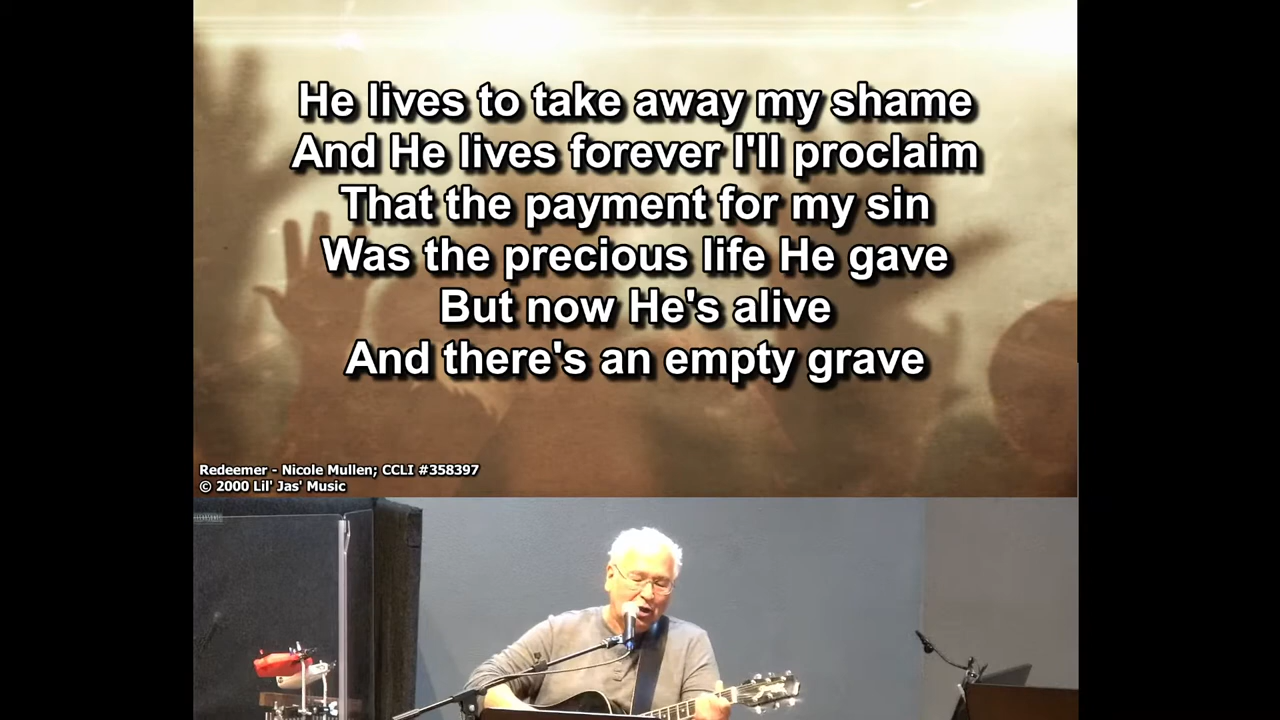 He lives to take away my shame
And He lives forever I'll proclaim
That the payment for my sin
Was the precious life He gave
But now He's alive
And there's an empty grave
Redeemer - Nicole Mullen; CCLI #358397
© 2000 Lil' Jas' Music